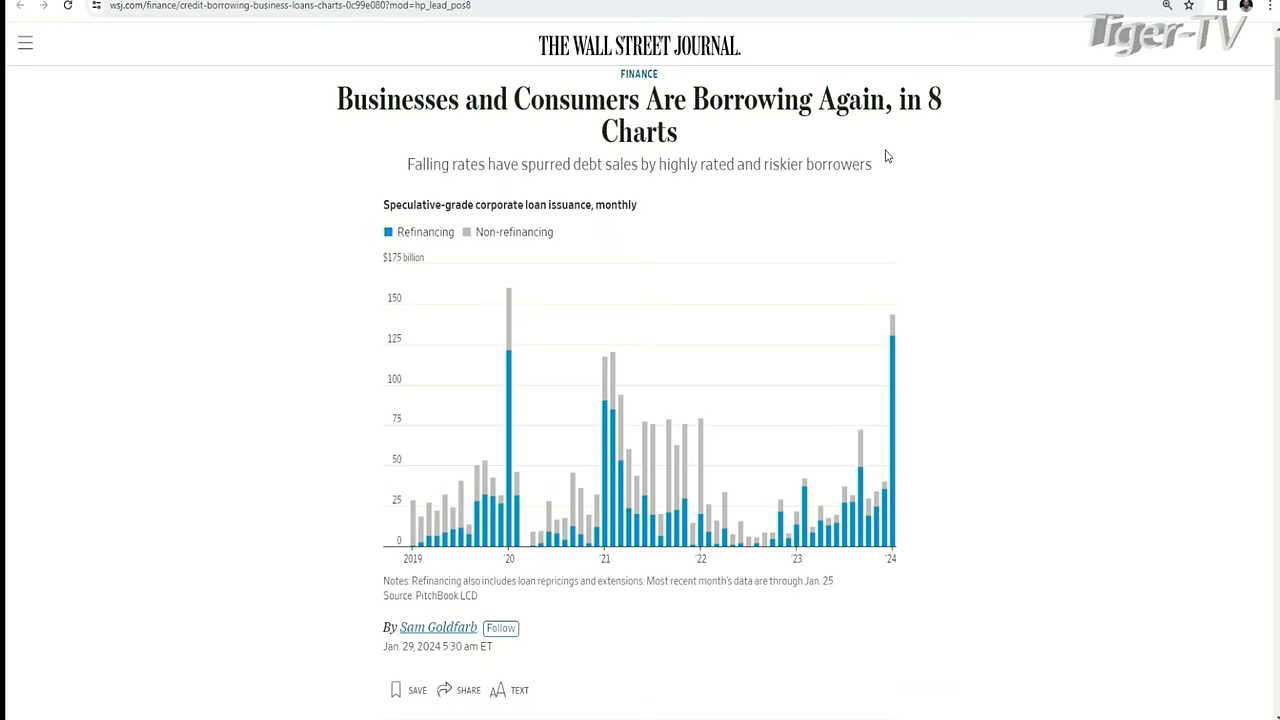 wsj.com/finance/credit-borrowing-business-loans-charts-0c99e080?mod=hp_lead_pos8
Tiger-TV
THE WALL STREET JOURNAL.
FINANCE
Businesses and Consumers Are Borrowing Again, in 8
Charts
Falling rates have spurred debt sales by highly rated and riskier borrowers
Speculative-grade corporate loan issuance, monthly
Refinancing Non-refinancing
$175 billion
150
125
100
75
50
25
0
2019 '20 '21 '22 '23 '24
Notes: Refinancing also includes loan repricings and extensions. Most recent month's data are through Jan. 25.
Source: PitchBook LCD
By Sam Goldfarb Follow
Jan. 29, 2024 5:30 am ET
SAVE SHARE AA TEXT